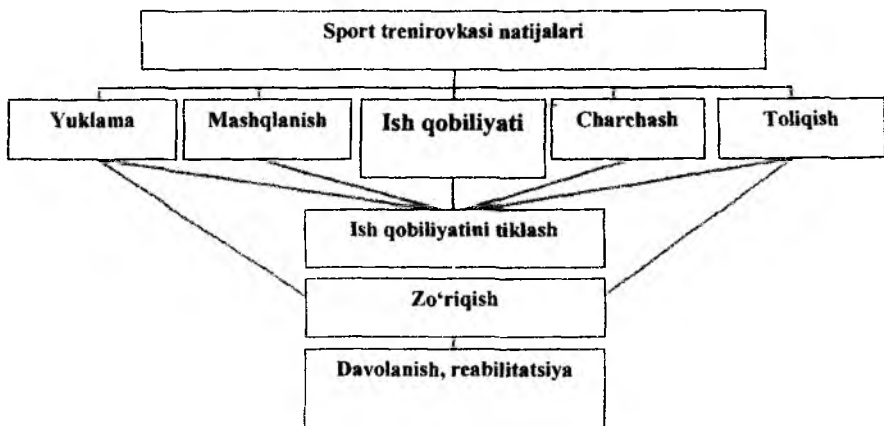 Sport trenirovkasi natijalari
Yuklama
Mashqlanish
Ish qobiliyati
Charchash
Toliqish
Ish qobiliyatini tiklash
Zo‘riqish
Davolanish, reabilitatsiya